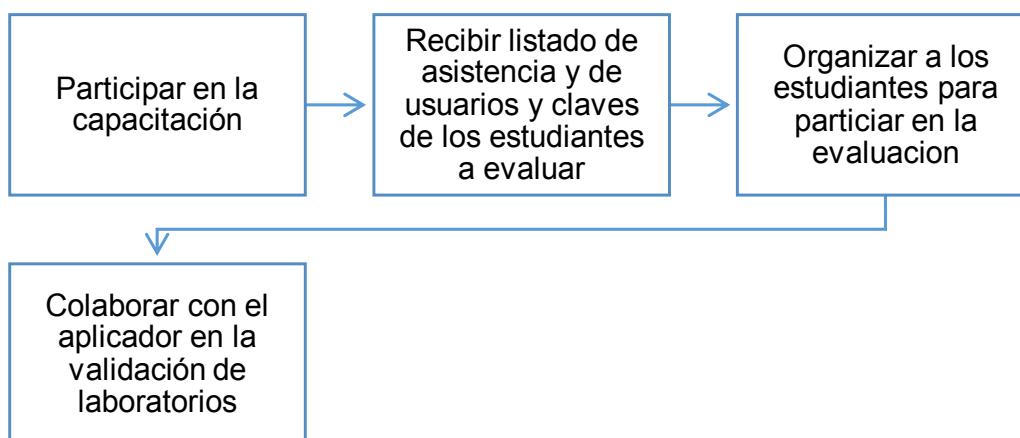 Participar en la
capacitación
Recibir listado de
asistencia y de
usuarios y claves
de los estudiantes
a evaluar
Organizar a los
estudiantes para
particiar en la
evaluacion
Colaborar con el
aplicador en la
validación de
laboratorios